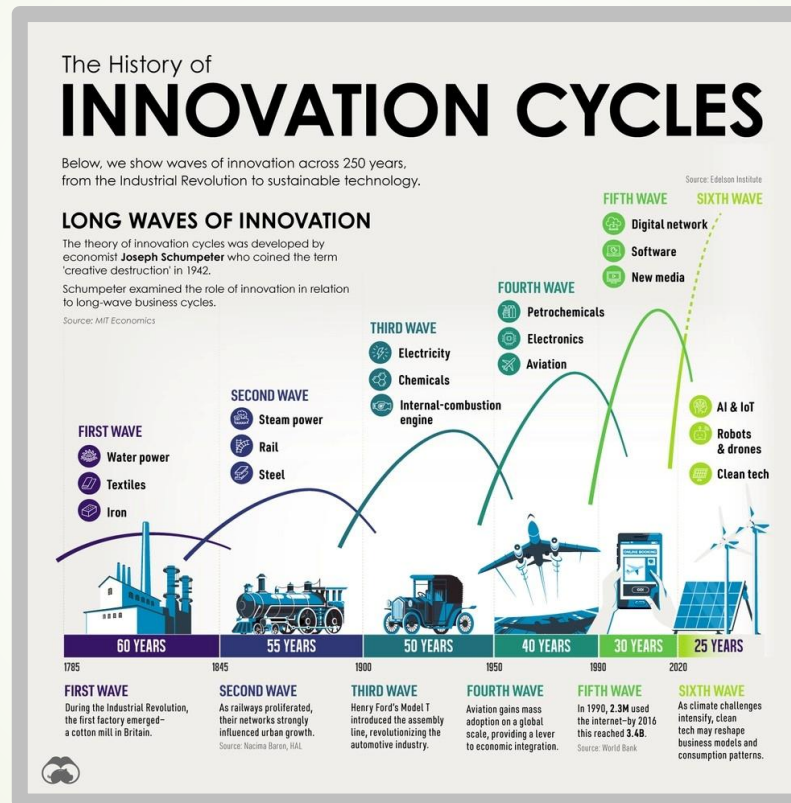 The History of
INNOVATION CYCLES
Below, we show waves of innovation across 250 years,
from the Industrial Revolution to sustainable technology.
Source: Edelson Institute
LONG WAVES OF INNOVATION
The theory of innovation cycles was developed by
economist Joseph Schumpeter who coined the term
'creative destruction' in 1942.
Schumpeter examined the role of innovation in relation
to long-wave business cycles.
Source: MIT Economics
FIRST WAVE
Water power
Textiles
Iron
SECOND WAVE
Steam power
Rail
Steel
THIRD WAVE
Electricity
Chemicals
Internal-combustion
engine
FOURTH WAVE
Petrochemicals
Electronics
Aviation
FIFTH WAVE
Digital network
Software
New media
SIXTH WAVE
AI & IoT
Robots
& drones
Clean tech
ONLINE BOOKING
60 YEARS
55 YEARS
50 YEARS
40 YEARS
30 YEARS
25 YEARS
1785
1845
1900
1950
1990
2020
FIRST WAVE
During the Industrial Revolution,
the first factory emerged–
a cotton mill in Britain.
SECOND WAVE
As railways proliferated,
their networks strongly
influenced urban growth.
Source: Nacima Baron, HAL
THIRD WAVE
Henry Ford's Model T
introduced the assembly
line, revolutionizing the
automotive industry.
FOURTH WAVE
Aviation gains mass
adoption on a global
scale, providing a lever
to economic integration.
FIFTH WAVE
In 1990, 2.3M used
the internet–by 2016
this reached 3.4B.
Source: World Bank
SIXTH WAVE
As climate challenges
intensify, clean
tech may reshape
business models and
consumption patterns.